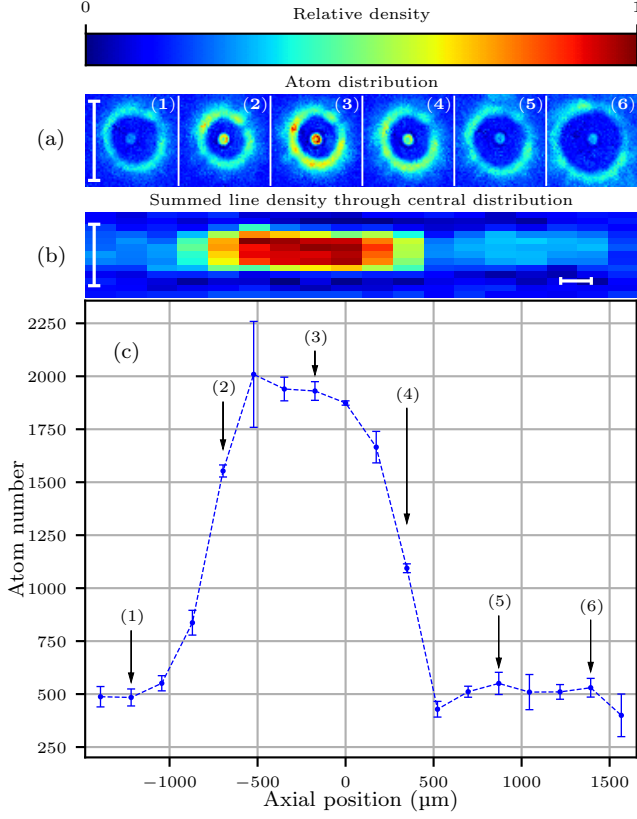 0 1
Relative density
Atom distribution
(a) (1) (2) (3) (4) (5) (6)
Summed line density through central distribution
(b)
(c)
2250
2000
1750
1500
1250
1000
750
500
250
(1) (2) (3) (4) (5) (6)
Atom number
−1000 −500 0 500 1000 1500
Axial position (µm)